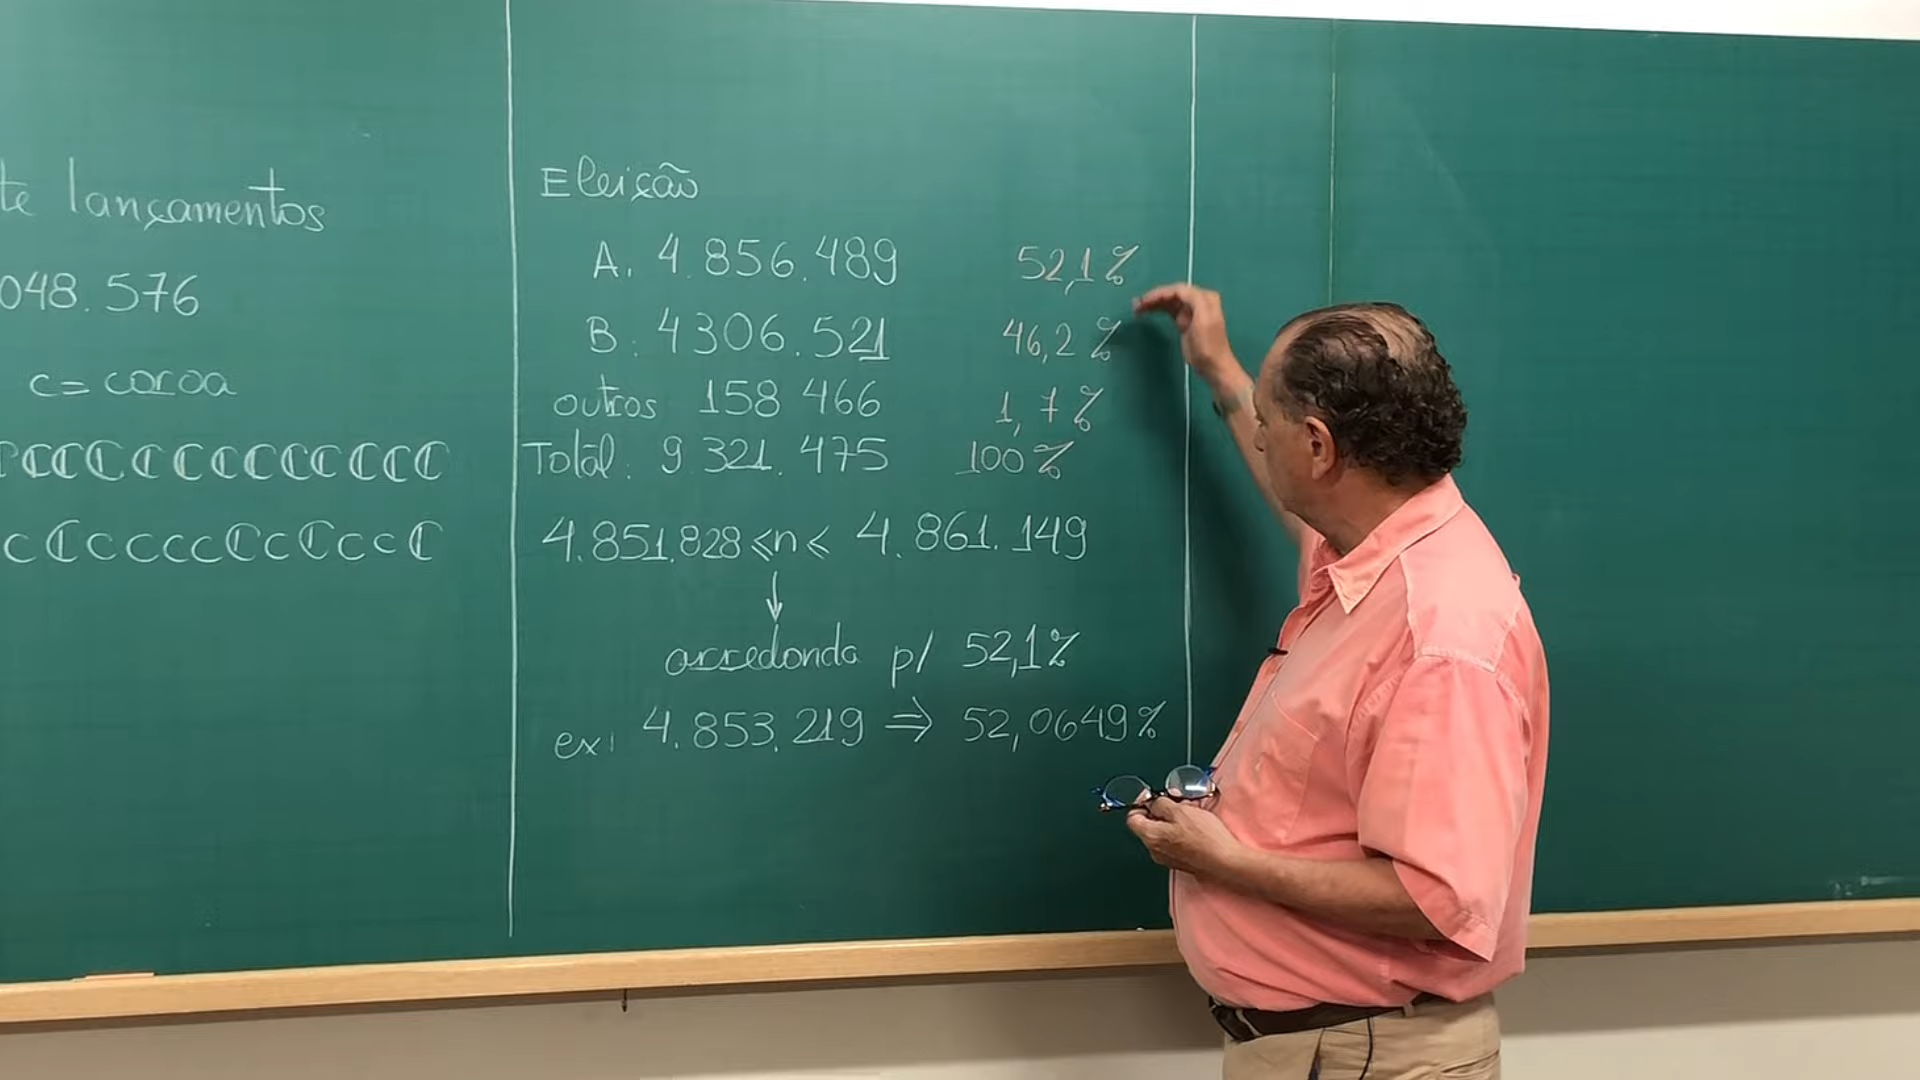 te lançamentos
048.576
c=coroa
CCCCCCCCCCCCCC
cCccccCcCccC
Eleição
A. 4.856.489 52,1%
B: 4306.521 46,2%
outros 158 466 1,7%
Total: 9.321.475 100%
4.851.828 ⩽n⩽ 4.861.149
↓
arredonda p/ 52,1%
ex: 4.853.219 ⇒ 52,0649%